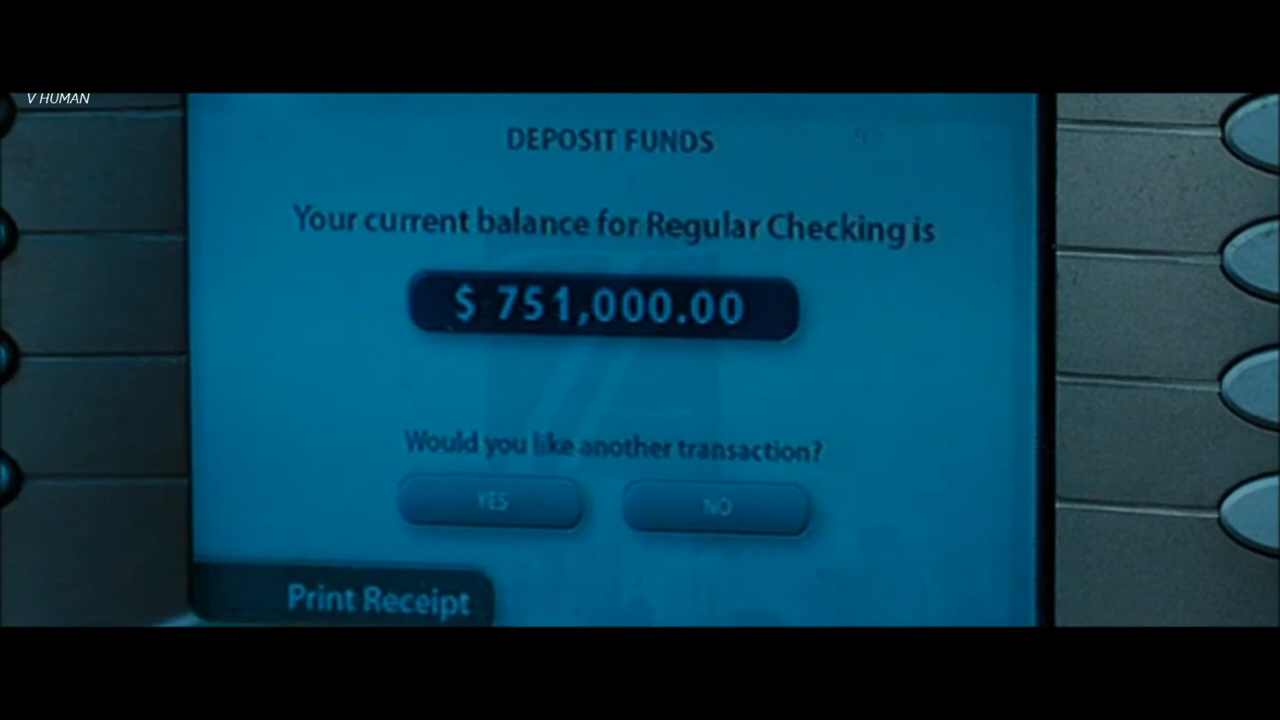 V HUMAN
DEPOSIT FUNDS
Your current balance for Regular Checking is
$ 751,000.00
Would you like another transaction?
YES NO
Print Receipt